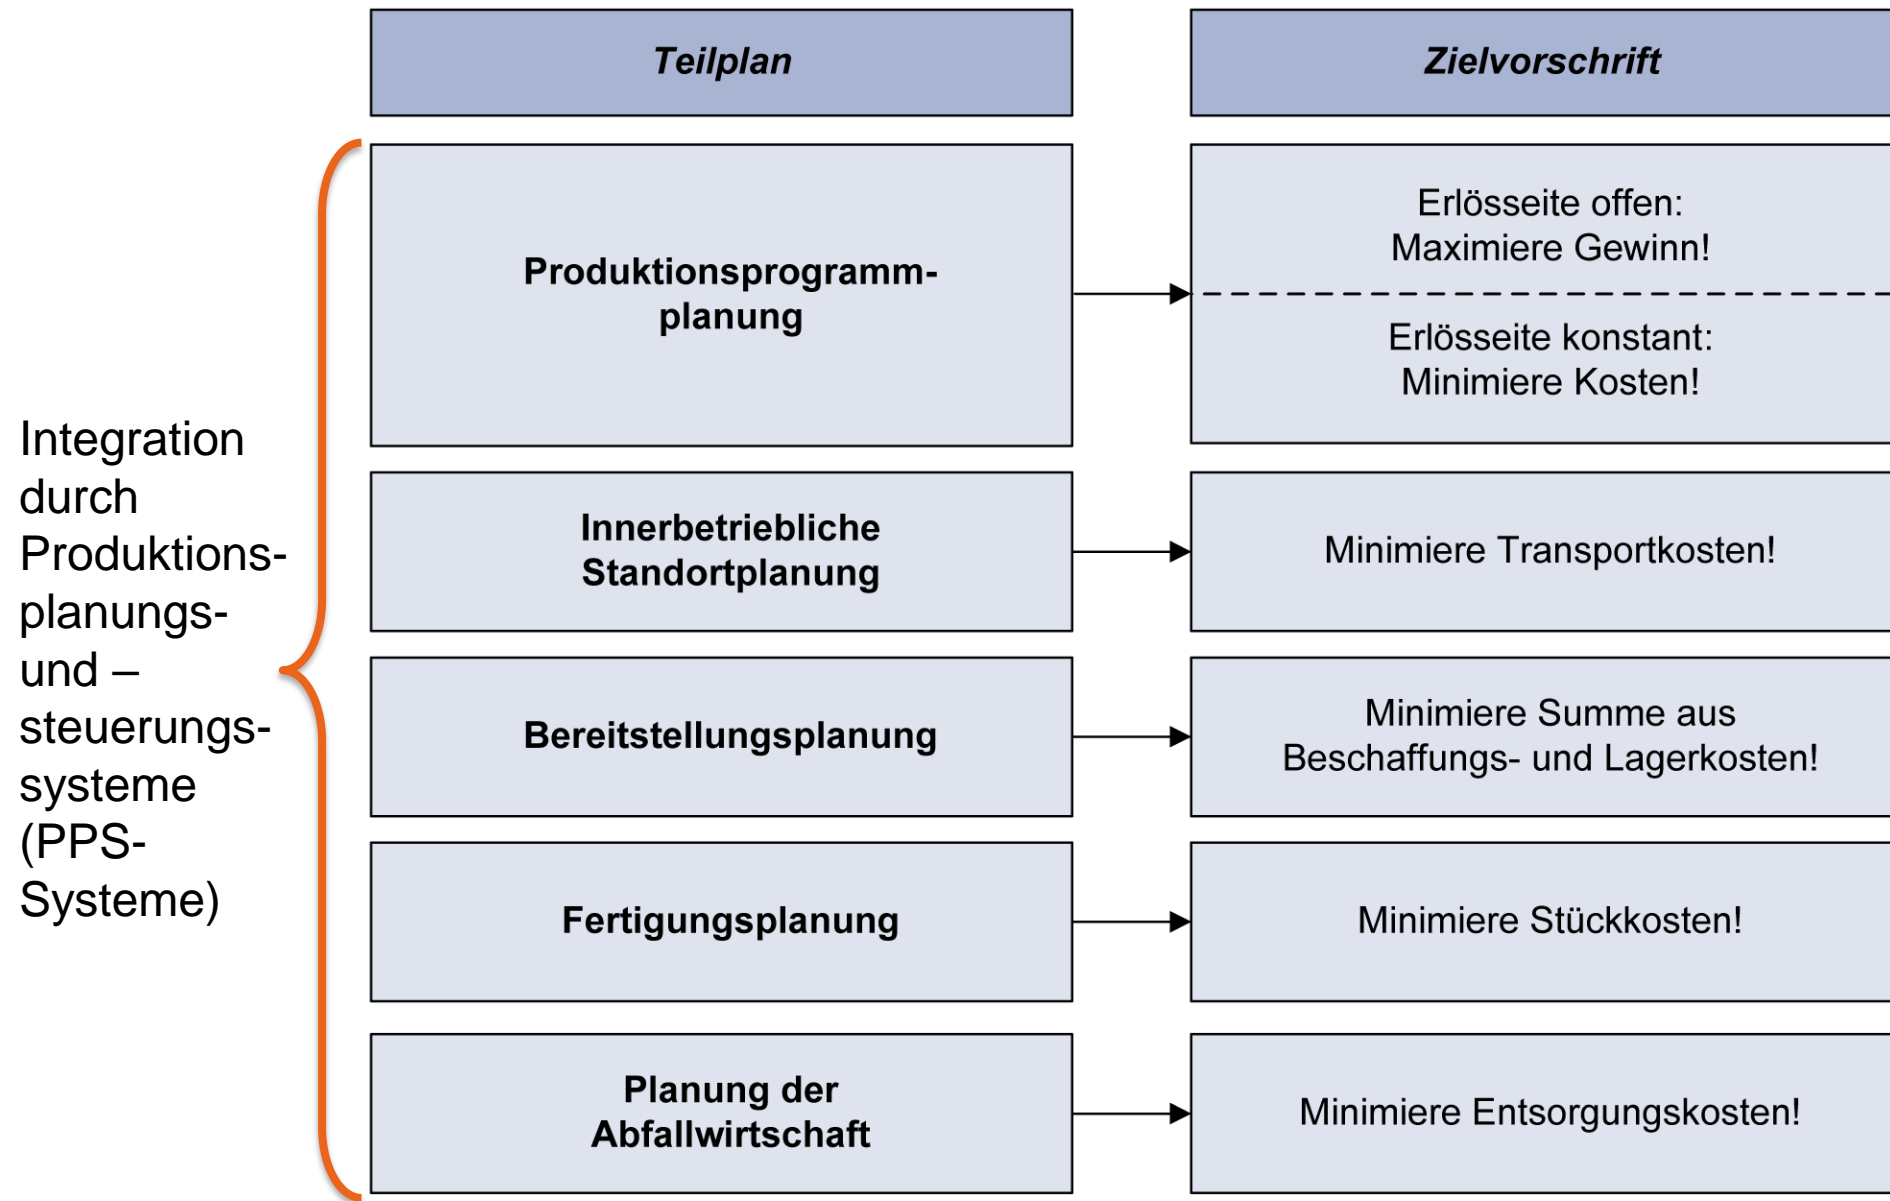 Teilplan
Zielvorschrift
Integration
durch
Produktions-
planungs-
und –
steuerungs-
systeme
(PPS-
Systeme)
Produktionsprogramm-
planung
Erlösseite offen:
Maximiere Gewinn!
Erlösseite konstant:
Minimiere Kosten!
Innerbetriebliche
Standortplanung
Minimiere Transportkosten!
Bereitstellungsplanung
Minimiere Summe aus
Beschaffungs- und Lagerkosten!
Fertigungsplanung
Minimiere Stückkosten!
Planung der
Abfallwirtschaft
Minimiere Entsorgungskosten!